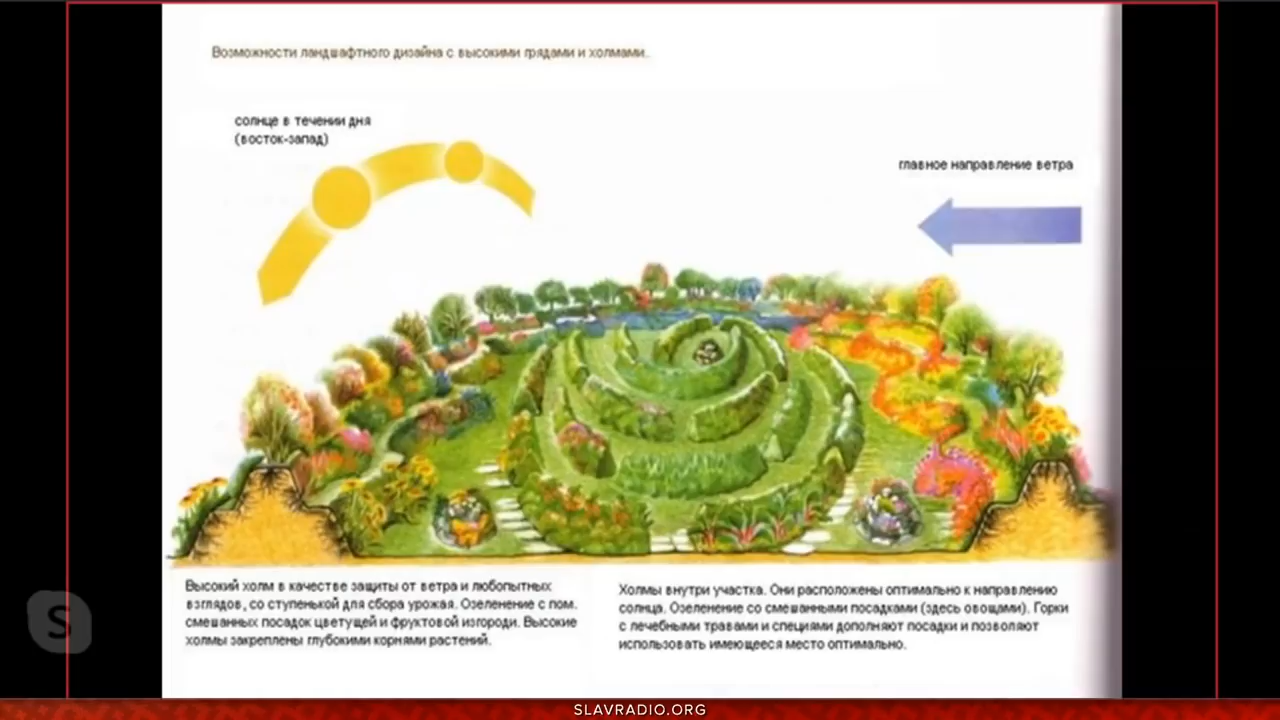 Возможности ландшафтного дизайна с высокими грядами и холмами.
солнце в течении дня
(восток-запад)
главное направление ветра
Высокий холм в качестве защиты от ветра и любопытных
взглядов, со ступенькой для сбора урожая. Озеленение с пом.
смешанных посадок цветущей и фруктовой изгороди. Высокие
холмы закреплены глубокими корнями растений.
Холмы внутри участка. Они расположены оптимально к направлению
солнца. Озеленение со смешанными посадками (здесь овощами). Горки
с лечебными травами и специями дополняют посадки и позволяют
использовать имеющееся место оптимально.
S
SLAVRADIO.ORG